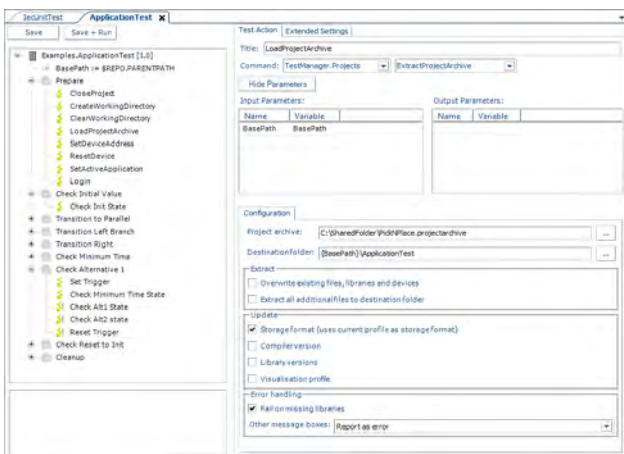 IecUnitTest ApplicationTest x
Save Save + Run
Examples.ApplicationTest [1.0]
BasePath := $REPO.PARENTPATH
Prepare
CloseProject
CreateWorkingDirectory
ClearWorkingDirectory
LoadProjectArchive
SetDeviceAddress
ResetDevice
SetActiveApplication
Login
Check Initial Value
Check Init State
Transition to Parallel
Transition Left Branch
Transition Right
Check Minimum Time
Check Alternative 1
Set Trigger
Check Minimum Time State
Check Alt1 State
Check Alt2 state
Reset Trigger
Check Reset to Init
Cleanup
Test Action Extended Settings
Title: LoadProjectArchive
Command: TestManager.Projects ExtractProjectArchive
Hide Parameters
Input Parameters: Output Parameters:
Name Variable Name Variable
BasePath BasePath
Configuration
Project archive: C:\SharedFolder\PickNPlace.projectarchive ...
Destination folder: {BasePath}\ApplicationTest ...
Extract
Overwrite existing files, libraries and devices
Extract all additional files to destination folder
Update
Storage format (uses current profile as storage format)
Compiler version
Library versions
Visualisation profile
Error handling
Fail on missing libraries
Other message boxes: Report as error